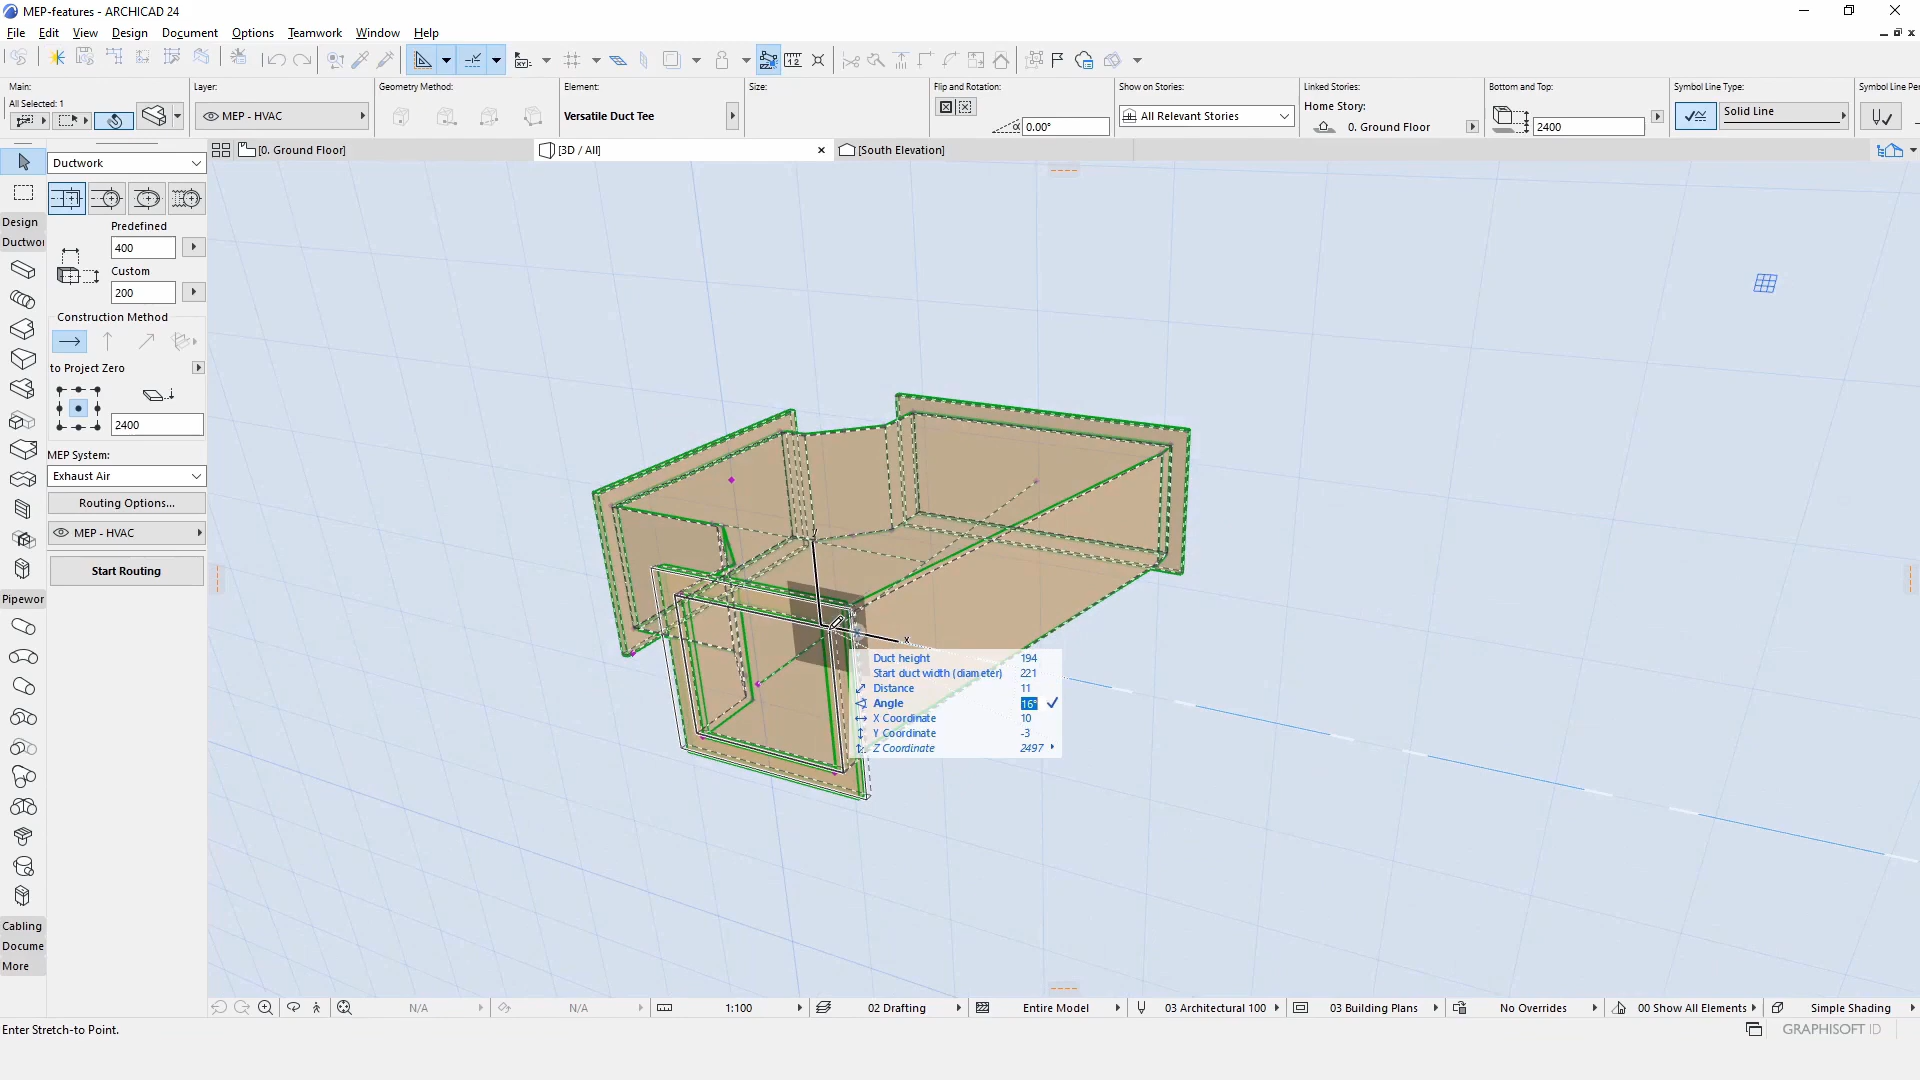 MEP-features - ARCHICAD 24
File Edit View Design Document Options Teamwork Window Help
Main:
All Selected: 1
Layer:
MEP - HVAC
Geometry Method:
Element:
Versatile Duct Tee
Size:
Flip and Rotation:
0.00°
Show on Stories:
All Relevant Stories
Linked Stories:
Home Story:
0. Ground Floor
Bottom and Top:
2400
Symbol Line Type:
Solid Line
Symbol Line Pe
[0. Ground Floor]
[3D / All]
[South Elevation]
Ductwork
Predefined
400
Custom
200
Construction Method
to Project Zero
2400
MEP System:
Exhaust Air
Routing Options...
MEP - HVAC
Start Routing
Design
Ductwor
Pipewor
Cabling
Docume
More
y
x
Duct height 194
Start duct width (diameter) 221
Distance 11
Angle 16°
X Coordinate 10
Y Coordinate -3
Z Coordinate 2497
N/A
N/A
1:100
02 Drafting
Entire Model
03 Architectural 100
03 Building Plans
No Overrides
00 Show All Elements
Simple Shading
Enter Stretch-to Point.
GRAPHISOFT ID